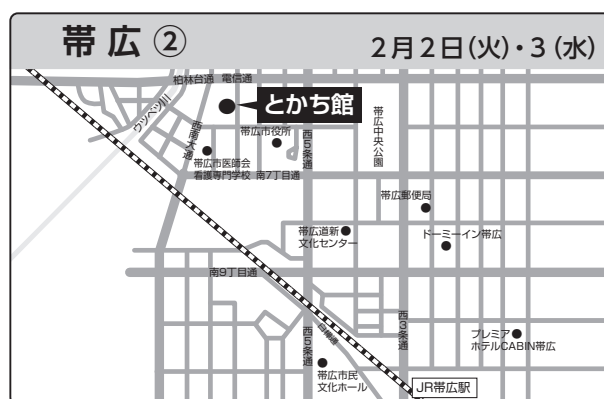 帯広②
2月2日(火)・3(水)
柏林台通
電信通
とかち館
ウツベツ川
西南大通
帯広市役所
西5条通
帯広中央公園
帯広市医師会
看護専門学校
南7丁目通
帯広郵便局
帯広道新
文化センター
ドーミーイン帯広
南9丁目通
白樺通
西5条通
西3条通
プレミア
ホテルCABIN帯広
帯広市民
文化ホール
JR帯広駅